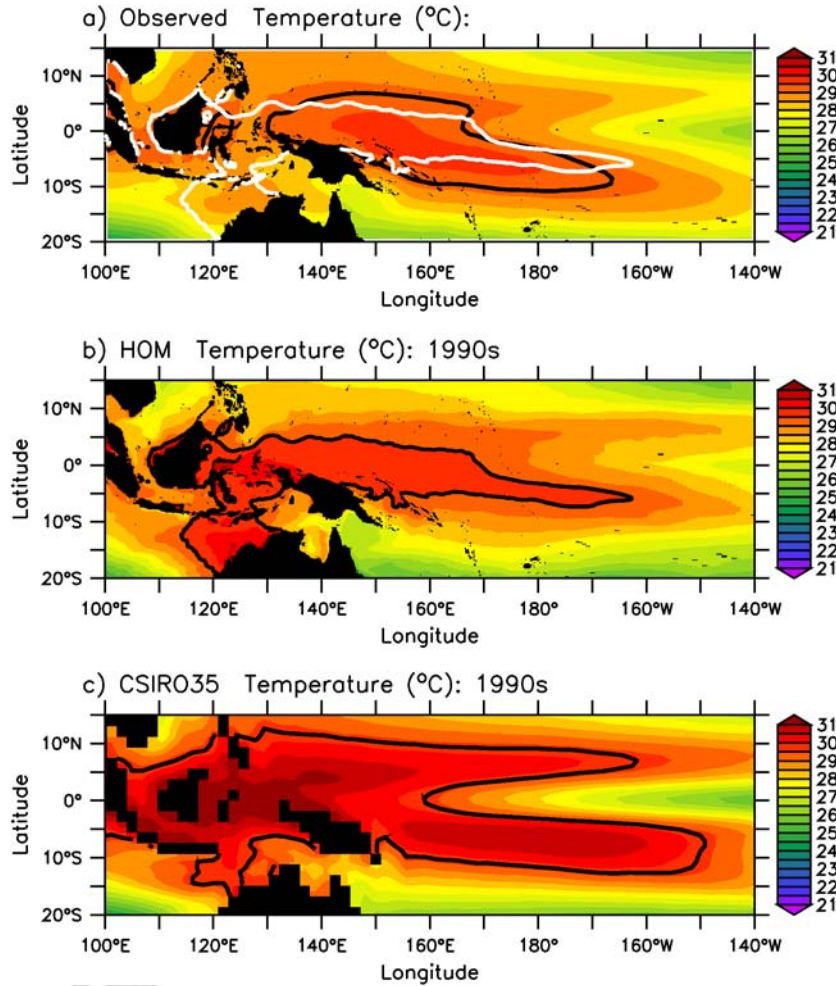 a) Observed Temperature (°C):
10°N
0°
10°S
20°S
Latitude
100°E 120°E 140°E 160°E 180° 160°W 140°W
Longitude
31
30
29
28
27
26
25
24
23
22
21
b) HOM Temperature (°C): 1990s
10°N
0°
10°S
20°S
Latitude
100°E 120°E 140°E 160°E 180° 160°W 140°W
Longitude
31
30
29
28
27
26
25
24
23
22
21
c) CSIRO35 Temperature (°C): 1990s
10°N
0°
10°S
20°S
Latitude
100°E 120°E 140°E 160°E 180° 160°W 140°W
Longitude
31
30
29
28
27
26
25
24
23
22
21